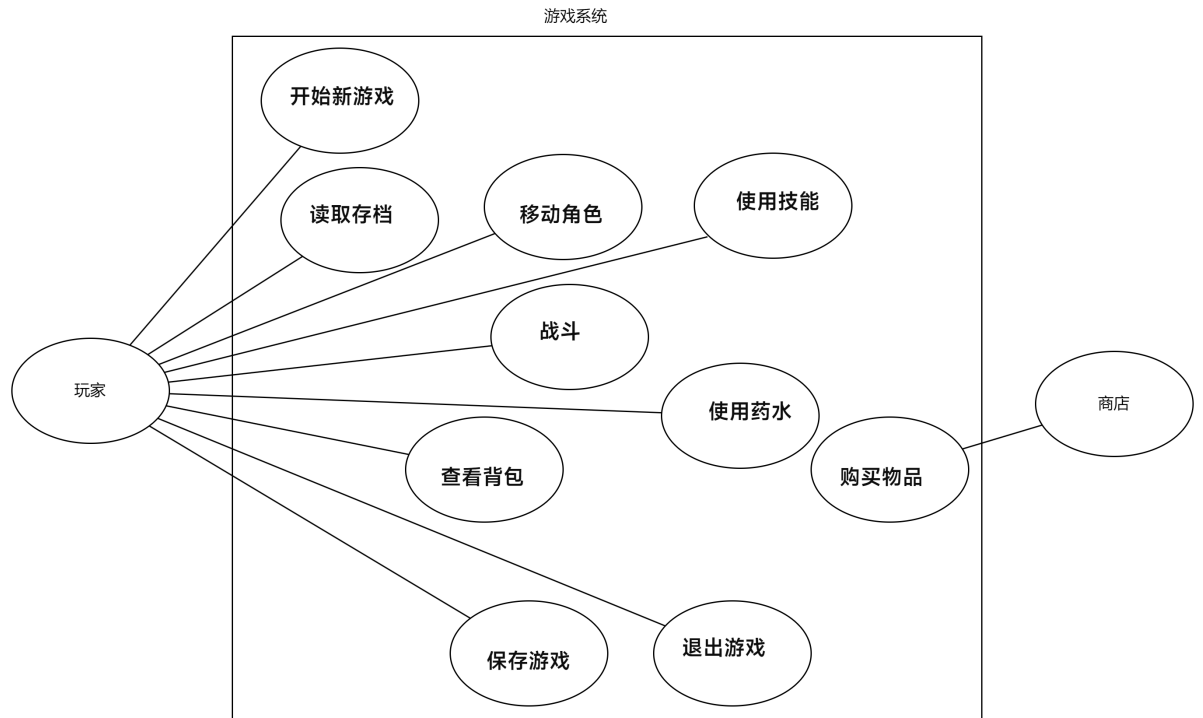 游戏系统
开始新游戏
读取存档
移动角色
使用技能
战斗
玩家
使用药水
商店
查看背包
购买物品
保存游戏
退出游戏